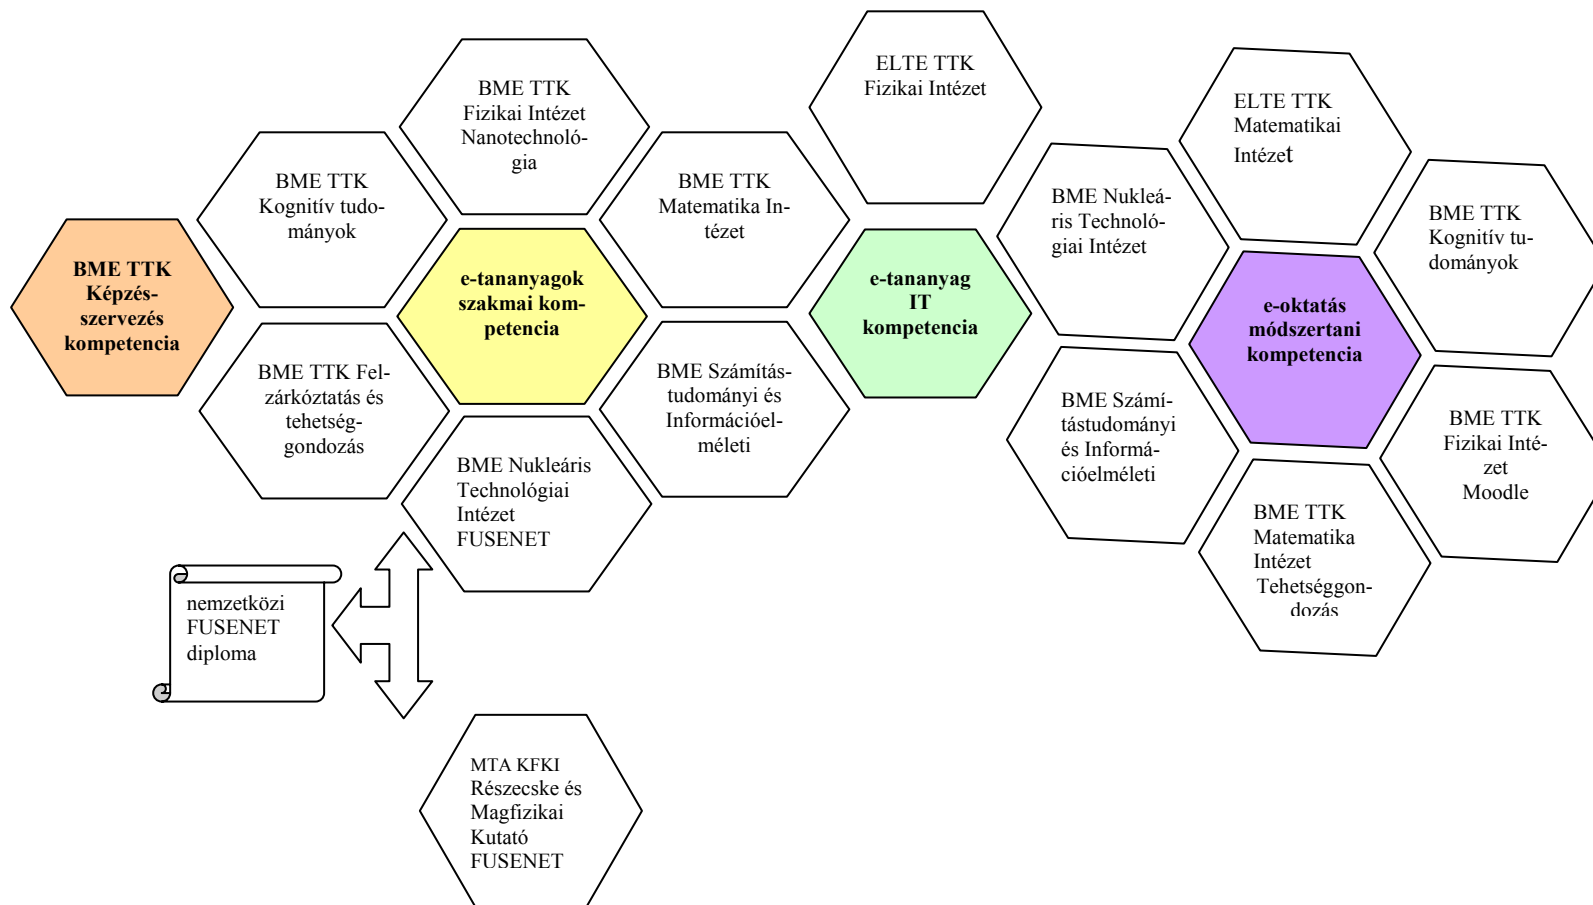 BME TTK
Képzés-
szervezés
kompetencia
BME TTK
Kognitív tudo-
mányok
BME TTK Fel-
zárkóztatás és
tehetség-
gondozás
BME TTK
Fizikai Intézet
Nanotechnoló-
gia
e-tananyagok
szakmai kom-
petencia
BME Nukleáris
Technológiai
Intézet
FUSENET
BME TTK
Matematika In-
tézet
BME Számítás-
tudományi és
Információel-
méleti
ELTE TTK
Fizikai Intézet
e-tananyag
IT
kompetencia
BME Nukleá-
ris Technoló-
giai Intézet
BME Számí-
tástudományi
és Informá-
cióelméleti
ELTE TTK
Matematikai
Intézet
e-oktatás
módszertani
kompetencia
BME TTK
Matematika
Intézet
Tehetséggon-
dozás
BME TTK
Kognitív tu-
dományok
BME TTK
Fizikai Inté-
zet
Moodle
nemzetközi
FUSENET
diploma
MTA KFKI
Részecske és
Magfizikai
Kutató
FUSENET